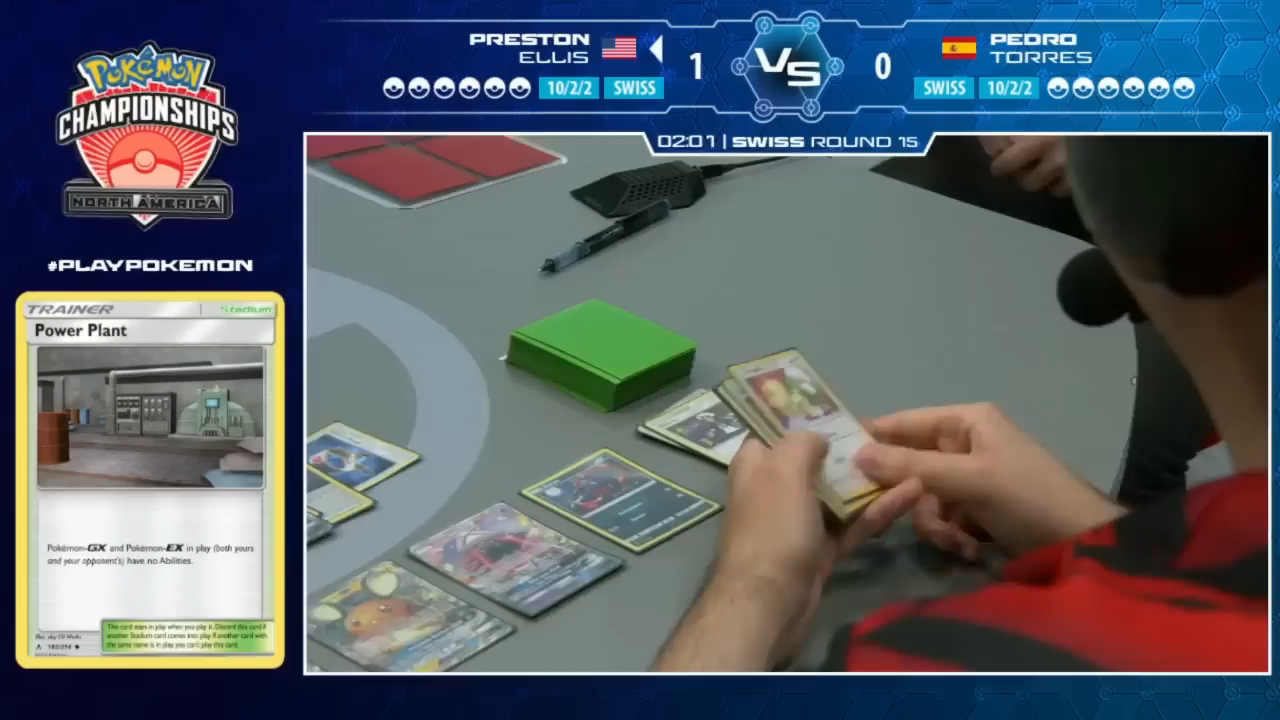 POKÉMON
CHAMPIONSHIPS
NORTH AMERICA
#PLAYPOKEMON
PRESTON
ELLIS
10/2/2
SWISS
1
VS
0
PEDRO
TORRES
SWISS
10/2/2
02:01 | SWISS ROUND 15
TRAINER
Stadium
Power Plant
Pokémon-GX and Pokémon-EX in play (both yours
and your opponent's) have no Abilities.
This card stays in play when you play it. Discard this card if
another Stadium card comes into play. If another card with
the same name is in play, you can't play this card.
183/214